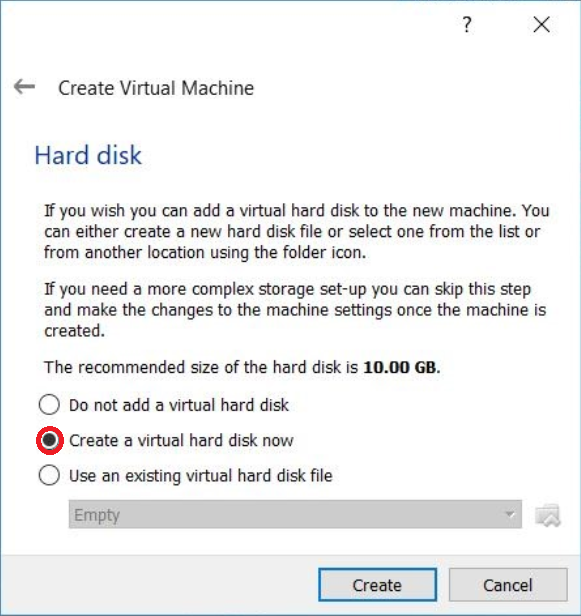 ?
Create Virtual Machine
Hard disk
If you wish you can add a virtual hard disk to the new machine. You
can either create a new hard disk file or select one from the list or
from another location using the folder icon.
If you need a more complex storage set-up you can skip this step
and make the changes to the machine settings once the machine is
created.
The recommended size of the hard disk is 10.00 GB.
Do not add a virtual hard disk
Create a virtual hard disk now
Use an existing virtual hard disk file
Empty
Create
Cancel